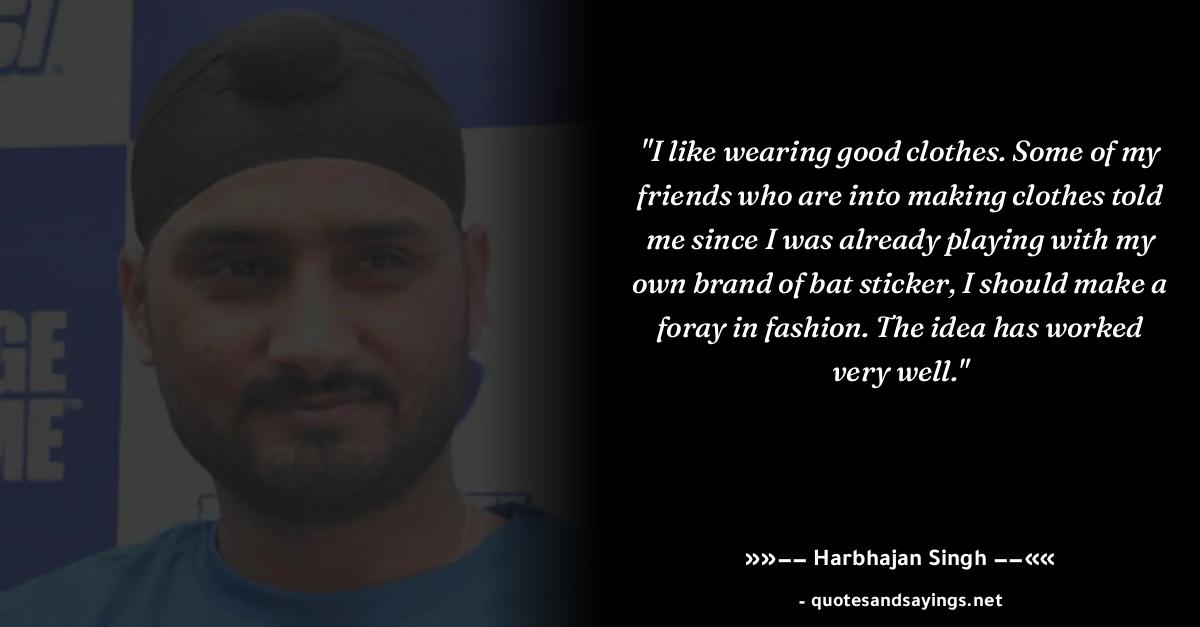 GE
ME
"I like wearing good clothes. Some of my
friends who are into making clothes told
me since I was already playing with my
own brand of bat sticker, I should make a
foray in fashion. The idea has worked
very well."
»»−− Harbhajan Singh −−««
- quotesandsayings.net